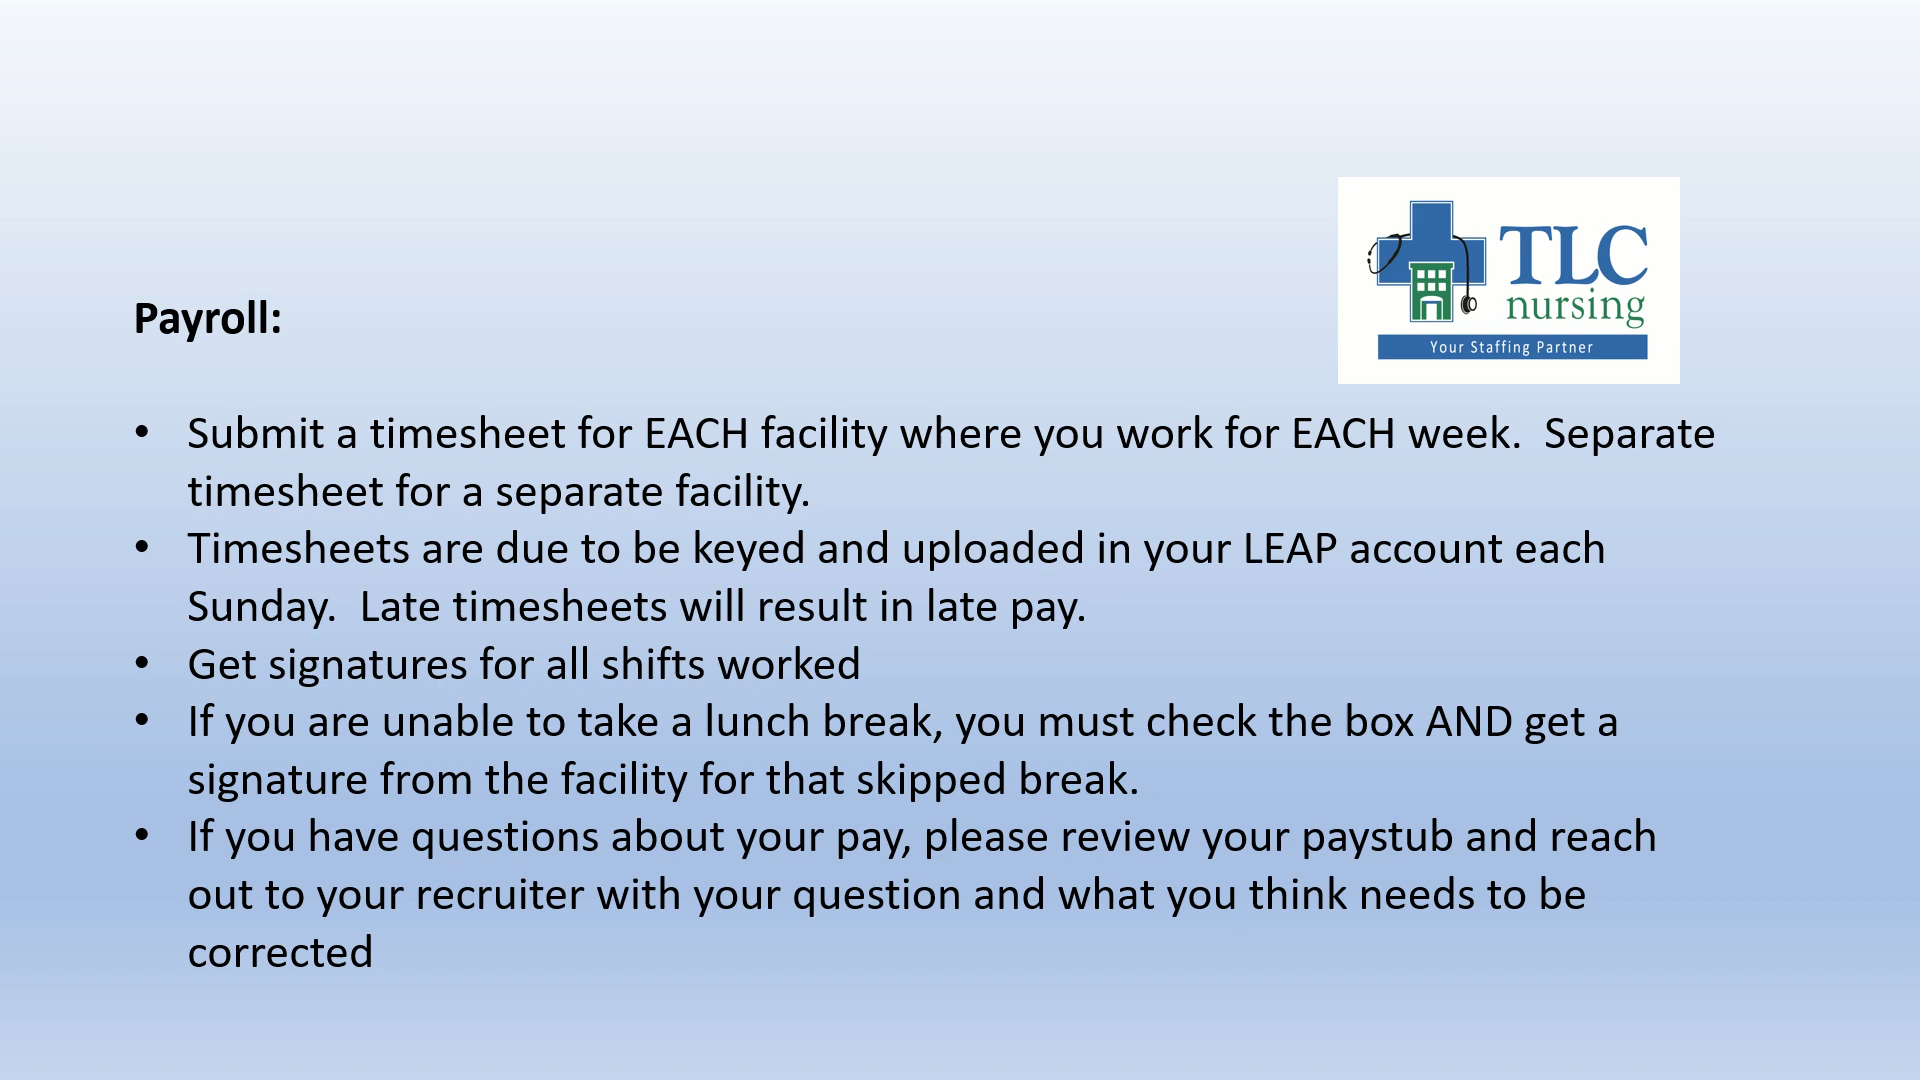 TLC
nursing
Your Staffing Partner
Payroll:
• Submit a timesheet for EACH facility where you work for EACH week.  Separate
timesheet for a separate facility.
• Timesheets are due to be keyed and uploaded in your LEAP account each
Sunday.  Late timesheets will result in late pay.
• Get signatures for all shifts worked
• If you are unable to take a lunch break, you must check the box AND get a
signature from the facility for that skipped break.
• If you have questions about your pay, please review your paystub and reach
out to your recruiter with your question and what you think needs to be
corrected